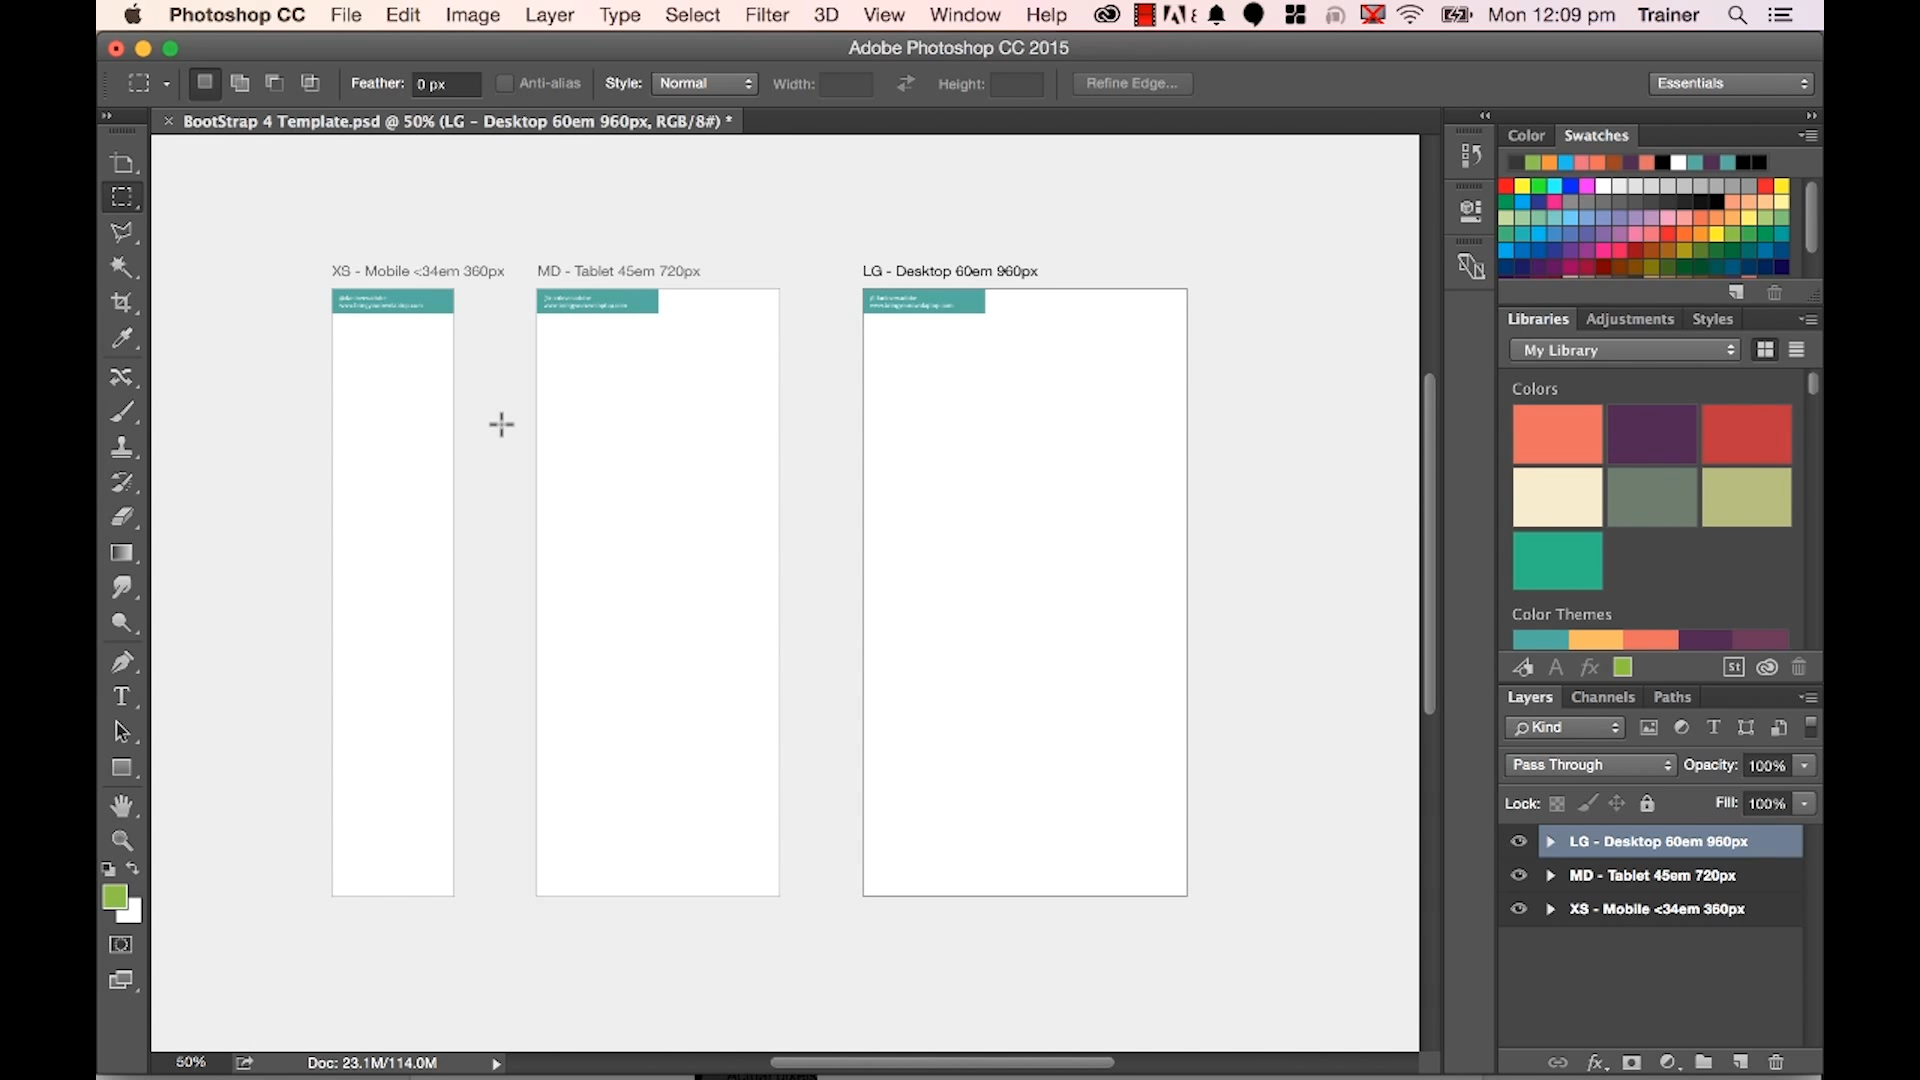 Photoshop CC File Edit Image Layer Type Select Filter 3D View Window Help Mon 12:09 pm Trainer
Adobe Photoshop CC 2015
Feather: 0 px Anti-alias Style: Normal Width: Height: Refine Edge... Essentials
× BootStrap 4 Template.psd @ 50% (LG - Desktop 60em 960px, RGB/8#) *
Color Swatches
XS - Mobile <34em 360px MD - Tablet 45em 720px LG - Desktop 60em 960px
Libraries Adjustments Styles
My Library
Colors
Color Themes
St
Layers Channels Paths
Kind
Pass Through Opacity: 100%
Lock: Fill: 100%
LG - Desktop 60em 960px
MD - Tablet 45em 720px
XS - Mobile <34em 360px
50% Doc: 23.1M/114.0M